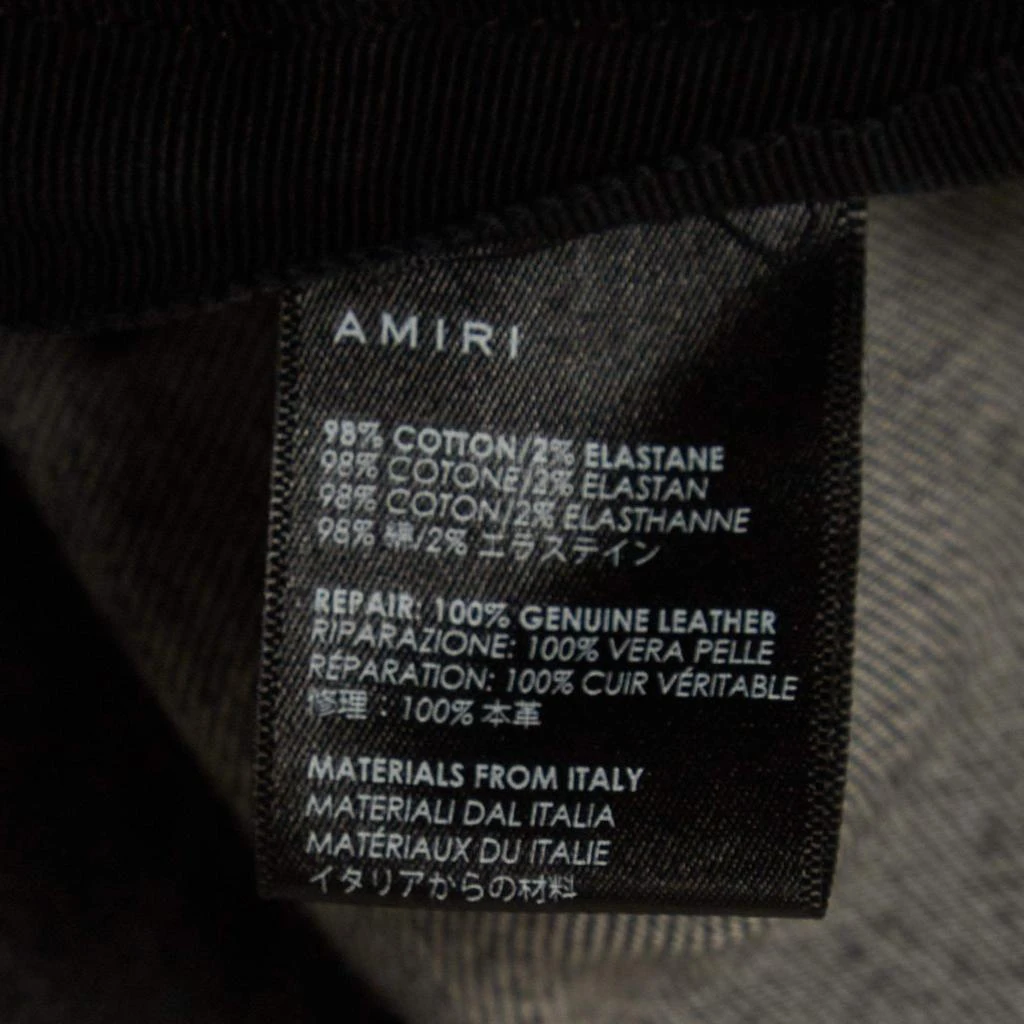 AMIRI
98% COTTON/2% ELASTANE
98% COTONE/2% ELASTAN
98% COTON/2% ELASTHANNE
98% 綿/2% エラステイン
REPAIR: 100% GENUINE LEATHER
RIPARAZIONE: 100% VERA PELLE
RÉPARATION: 100% CUIR VÉRITABLE
修理：100% 本革
MATERIALS FROM ITALY
MATERIALI DAL ITALIA
MATÉRIAUX DU ITALIE
イタリアからの材料